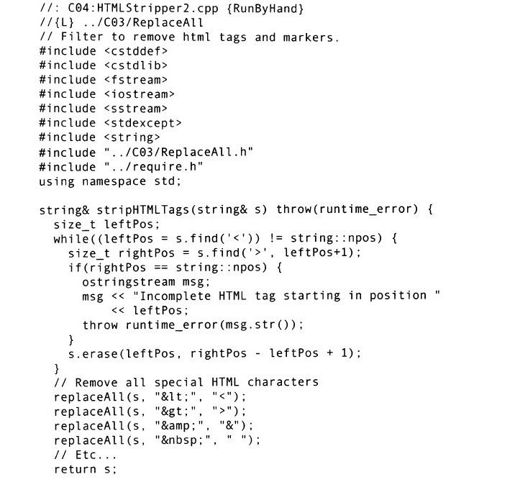 //: C04:HTMLStripper2.cpp {RunByHand}
//{L} ../C03/ReplaceAll
// Filter to remove html tags and markers.
#include <cstddef>
#include <cstdlib>
#include <fstream>
#include <iostream>
#include <sstream>
#include <stdexcept>
#include <string>
#include "../C03/ReplaceAll.h"
#include "../require.h"
using namespace std;

string& stripHTMLTags(string& s) throw(runtime_error) {
  size_t leftPos;
  while((leftPos = s.find('<')) != string::npos) {
    size_t rightPos = s.find('>', leftPos+1);
    if(rightPos == string::npos) {
      ostringstream msg;
      msg << "Incomplete HTML tag starting in position "
          << leftPos;
      throw runtime_error(msg.str());
    }
    s.erase(leftPos, rightPos - leftPos + 1);
  }
  // Remove all special HTML characters
  replaceAll(s, "&lt;", "<");
  replaceAll(s, "&gt;", ">");
  replaceAll(s, "&amp;", "&");
  replaceAll(s, "&nbsp;", " ");
  // Etc...
  return s;